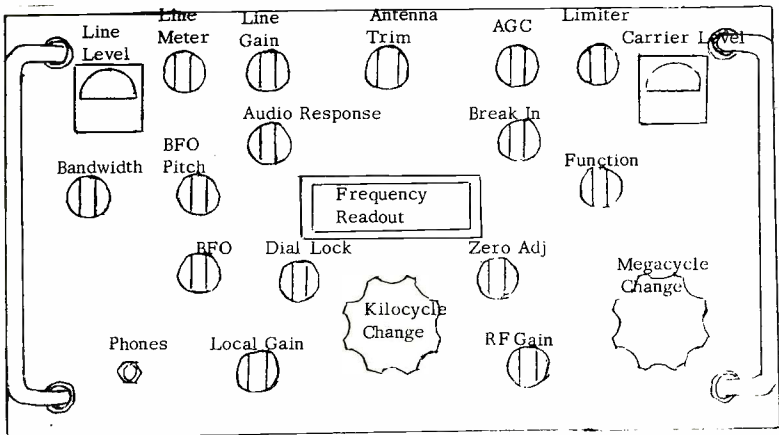 Line
Level
Line
Meter
Line
Gain
Antenna
Trim
AGC
Limiter
Carrier Level
Audio Response
Break In
Bandwidth
BFO
Pitch
Function
Frequency
Readout
BFO
Dial Lock
Zero Adj
Megacycle
Change
Kilocycle
Change
Phones
Local Gain
RF Gain